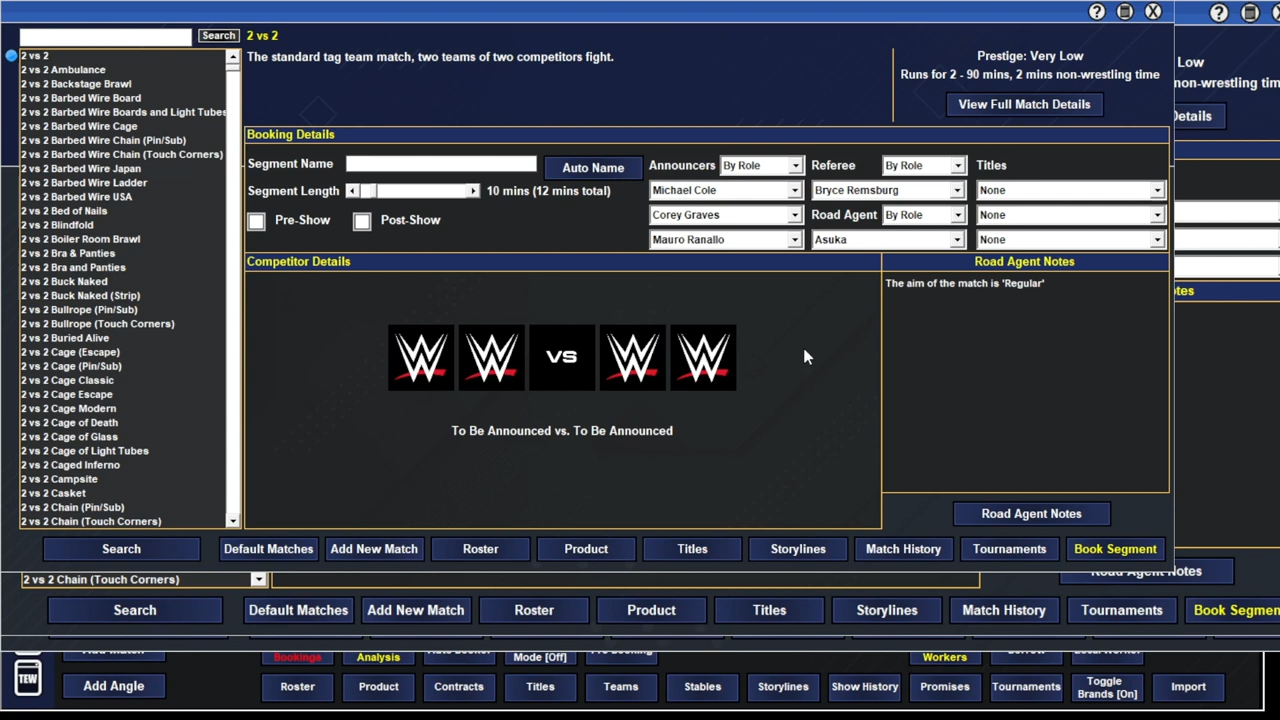 Search
2 vs 2
2 vs 2
2 vs 2 Ambulance
2 vs 2 Backstage Brawl
2 vs 2 Barbed Wire Board
2 vs 2 Barbed Wire Boards and Light Tubes
2 vs 2 Barbed Wire Cage
2 vs 2 Barbed Wire Chain (Pin/Sub)
2 vs 2 Barbed Wire Chain (Touch Corners)
2 vs 2 Barbed Wire Japan
2 vs 2 Barbed Wire Ladder
2 vs 2 Barbed Wire USA
2 vs 2 Bed of Nails
2 vs 2 Blindfold
2 vs 2 Boiler Room Brawl
2 vs 2 Bra & Panties
2 vs 2 Bra and Panties
2 vs 2 Buck Naked
2 vs 2 Buck Naked (Strip)
2 vs 2 Bullrope (Pin/Sub)
2 vs 2 Bullrope (Touch Corners)
2 vs 2 Buried Alive
2 vs 2 Cage (Escape)
2 vs 2 Cage (Pin/Sub)
2 vs 2 Cage Classic
2 vs 2 Cage Escape
2 vs 2 Cage Modern
2 vs 2 Cage of Death
2 vs 2 Cage of Glass
2 vs 2 Cage of Light Tubes
2 vs 2 Caged Inferno
2 vs 2 Campsite
2 vs 2 Casket
2 vs 2 Chain (Pin/Sub)
2 vs 2 Chain (Touch Corners)
The standard tag team match, two teams of two competitors fight.
Prestige: Very Low
Runs for 2 - 90 mins, 2 mins non-wrestling time
View Full Match Details
Low
non-wrestling tim
Details
Booking Details
Segment Name
Auto Name
Segment Length
10 mins (12 mins total)
Pre-Show
Post-Show
Announcers
By Role
Michael Cole
Corey Graves
Mauro Ranallo
Referee
By Role
Bryce Remsburg
Road Agent
By Role
Asuka
Titles
None
None
None
Competitor Details
VS
To Be Announced vs. To Be Announced
Road Agent Notes
The aim of the match is 'Regular'
otes
Road Agent Notes
Search
Default Matches
Add New Match
Roster
Product
Titles
Storylines
Match History
Tournaments
Book Segment
2 vs 2 Chain (Touch Corners)
Road Agent Notes
Search
Default Matches
Add New Match
Roster
Product
Titles
Storylines
Match History
Tournaments
Book Segmen
Bookings
Analysis
Mode [Off]
Workers
TEW
Add Angle
Roster
Product
Contracts
Titles
Teams
Stables
Storylines
Show History
Promises
Tournaments
Toggle
Brands [On]
Import